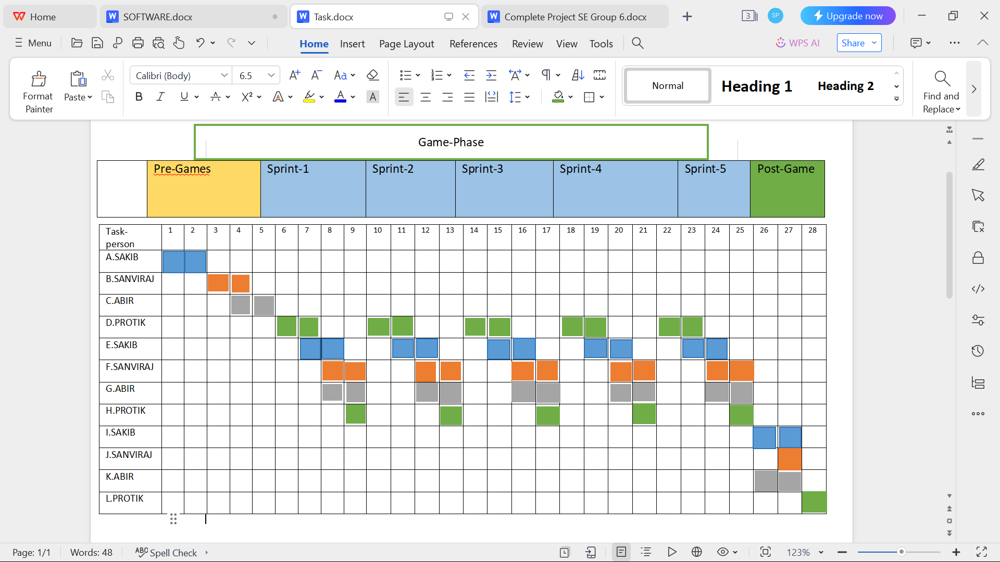 Home
SOFTWARE.docx
Task.docx
Complete Project SE Group 6.docx
3
SP
Upgrade now
Menu
Home
Insert
Page Layout
References
Review
View
Tools
WPS AI
Share
Format
Painter
Paste
Calibri (Body)
6.5
Normal
Heading 1
Heading 2
Find and
Replace
Game-Phase
Pre-Games Sprint-1 Sprint-2 Sprint-3 Sprint-4 Sprint-5 Post-Game
Task-
person
1 2 3 4 5 6 7 8 9 10 11 12 13 14 15 16 17 18 19 20 21 22 23 24 25 26 27 28
A.SAKIB
B.SANVIRAJ
C.ABIR
D.PROTIK
E.SAKIB
F.SANVIRAJ
G.ABIR
H.PROTIK
I.SAKIB
J.SANVIRAJ
K.ABIR
L.PROTIK
Page: 1/1
Words: 48
ABC Spell Check
123%